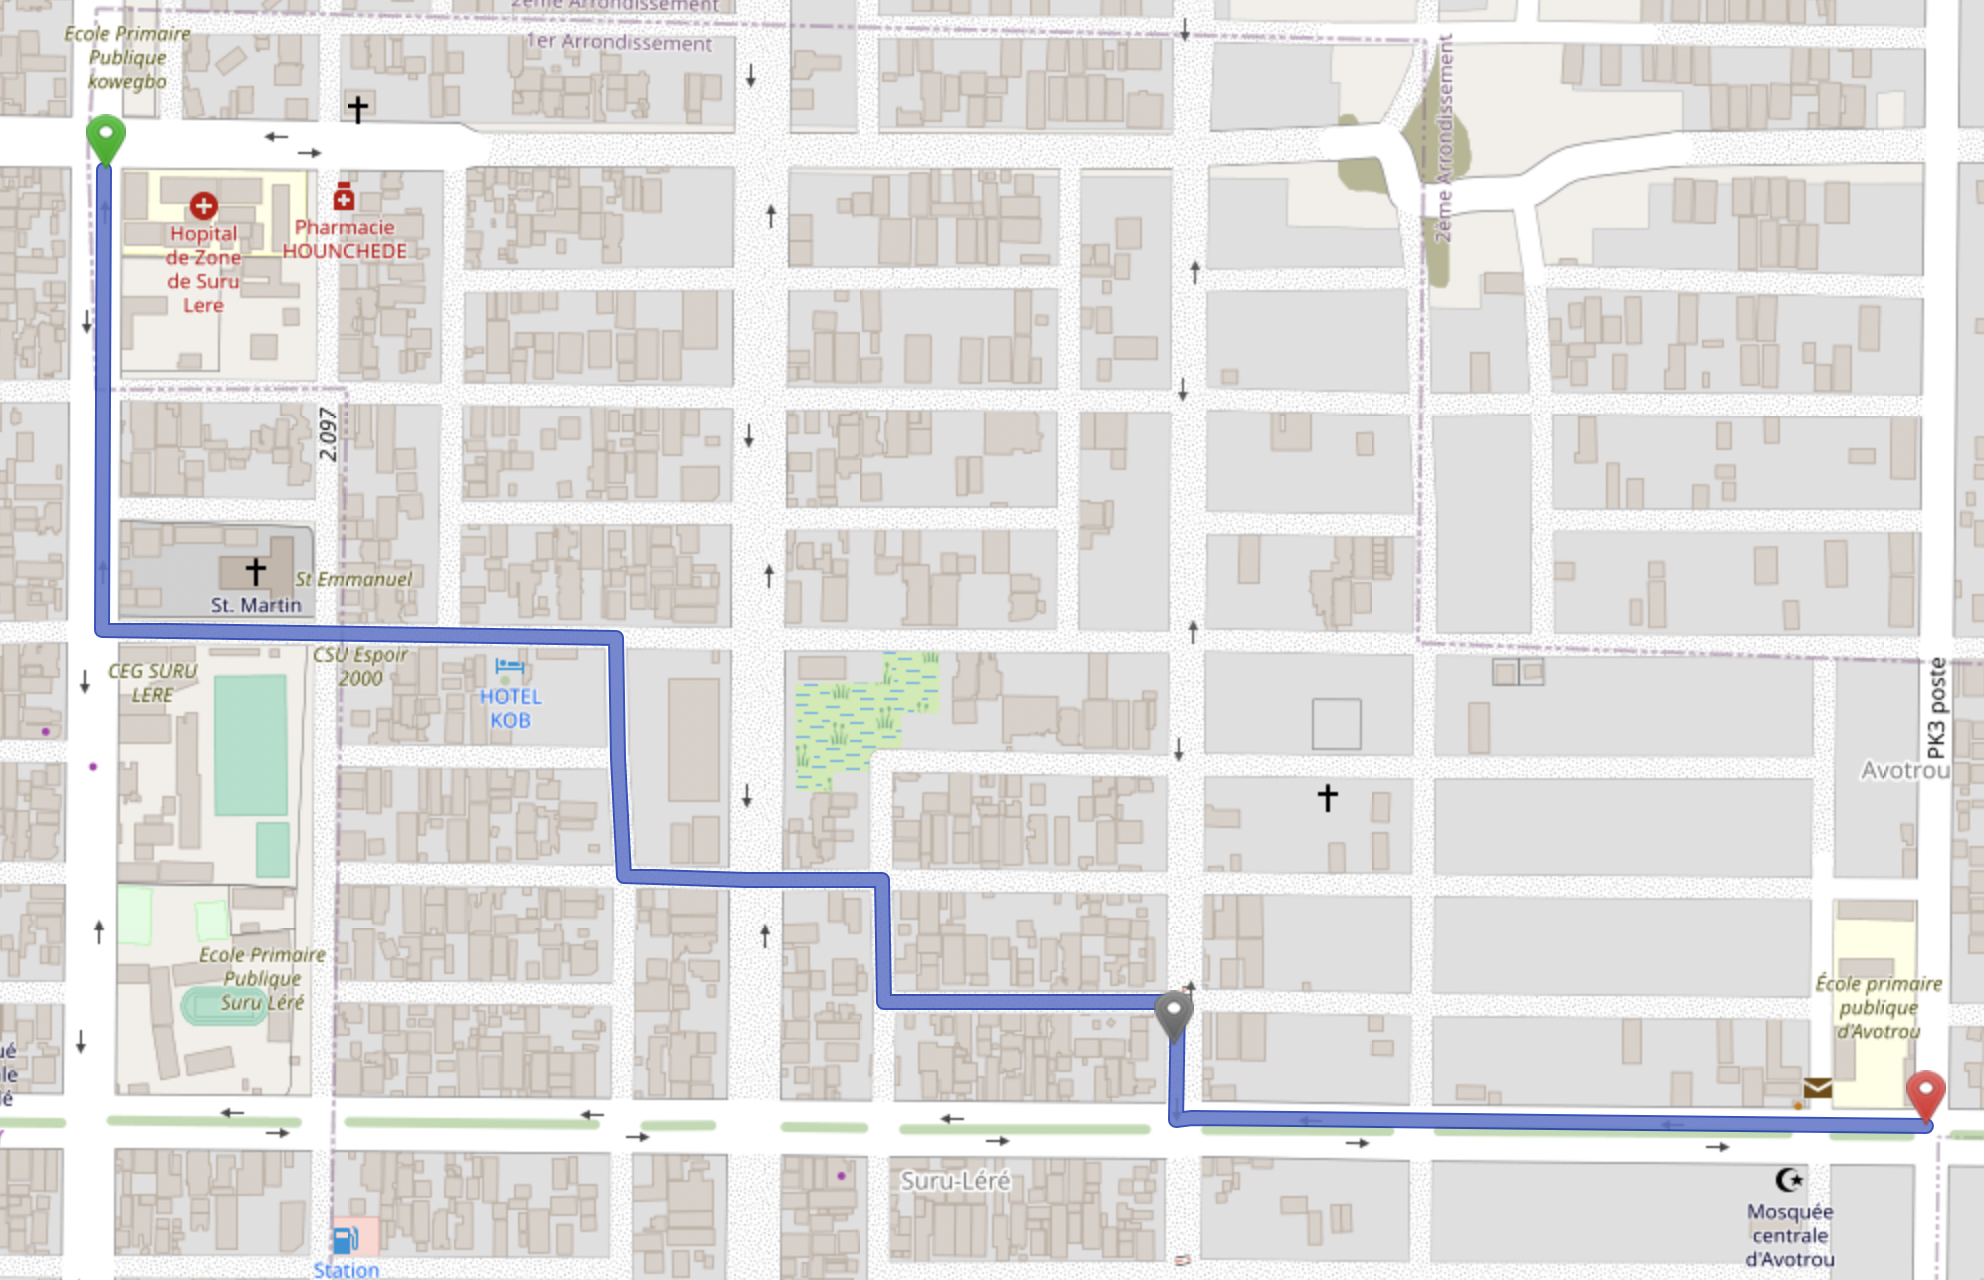 2ème Arrondissement
1er Arrondissement
Ecole Primaire
Publique
kowegbo
2ème Arrondissement
Hopital
de Zone
de Suru
Lere
Pharmacie
HOUNCHEDE
2.097
St Emmanuel
St. Martin
CSU Espoir
2000
CEG SURU
LERE
HOTEL
KOB
PK3 poste
Avotrou
Ecole Primaire
Publique
Suru Léré
École primaire
publique
d'Avotrou
Suru-Léré
Mosquée
centrale
d'Avotrou
Station